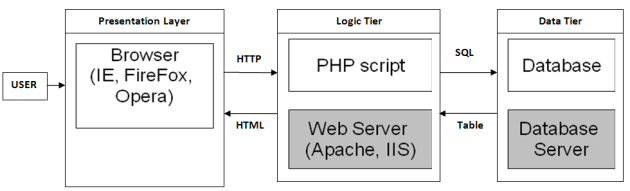 Presentation Layer
Logic Tier
Data Tier
USER
Browser
(IE, FireFox,
Opera)
HTTP
HTML
PHP script
Web Server
(Apache, IIS)
SQL
Table
Database
Database
Server